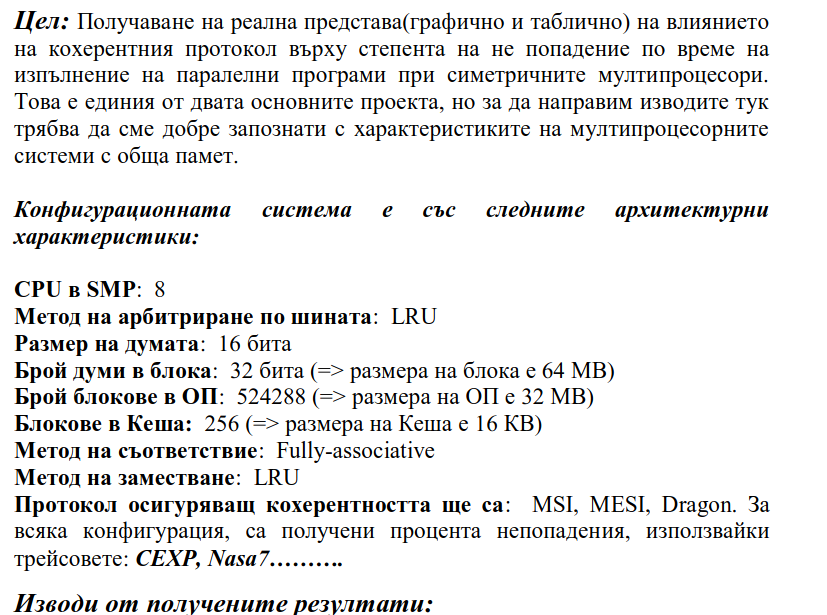 Цел: Получаване на реална представа(графично и таблично) на влиянието
на кохерентния протокол върху степента на не попадение по време на
изпълнение на паралелни програми при симетричните мултипроцесори.
Това е единия от двата основните проекта, но за да направим изводите тук
трябва да сме добре запознати с характеристиките на мултипроцесорните
системи с обща памет.
Конфигурационната система е със следните архитектурни
характеристики:
CPU в SMP: 8
Метод на арбитриране по шината: LRU
Размер на думата: 16 бита
Брой думи в блока: 32 бита (=> размера на блока е 64 МВ)
Брой блокове в ОП: 524288 (=> размера на ОП е 32 МВ)
Блокове в Кеша: 256 (=> размера на Кеша е 16 КВ)
Метод на съответствие: Fully-associative
Метод на заместване: LRU
Протокол осигуряващ кохерентността ще са: MSI, MESI, Dragon. За
всяка конфигурация, са получени процента непопадения, използвайки
трейсовете: CEXP, Nasa7……….
Изводи от получените резултати: